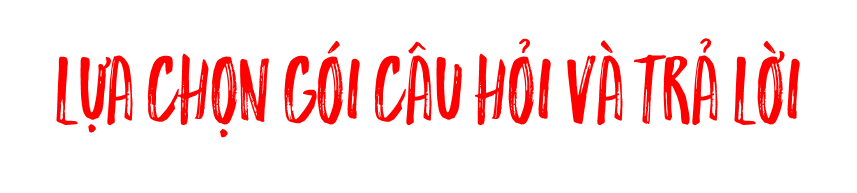 LỰA CHỌN GÓI CÂU HỎI VÀ TRẢ LỜI